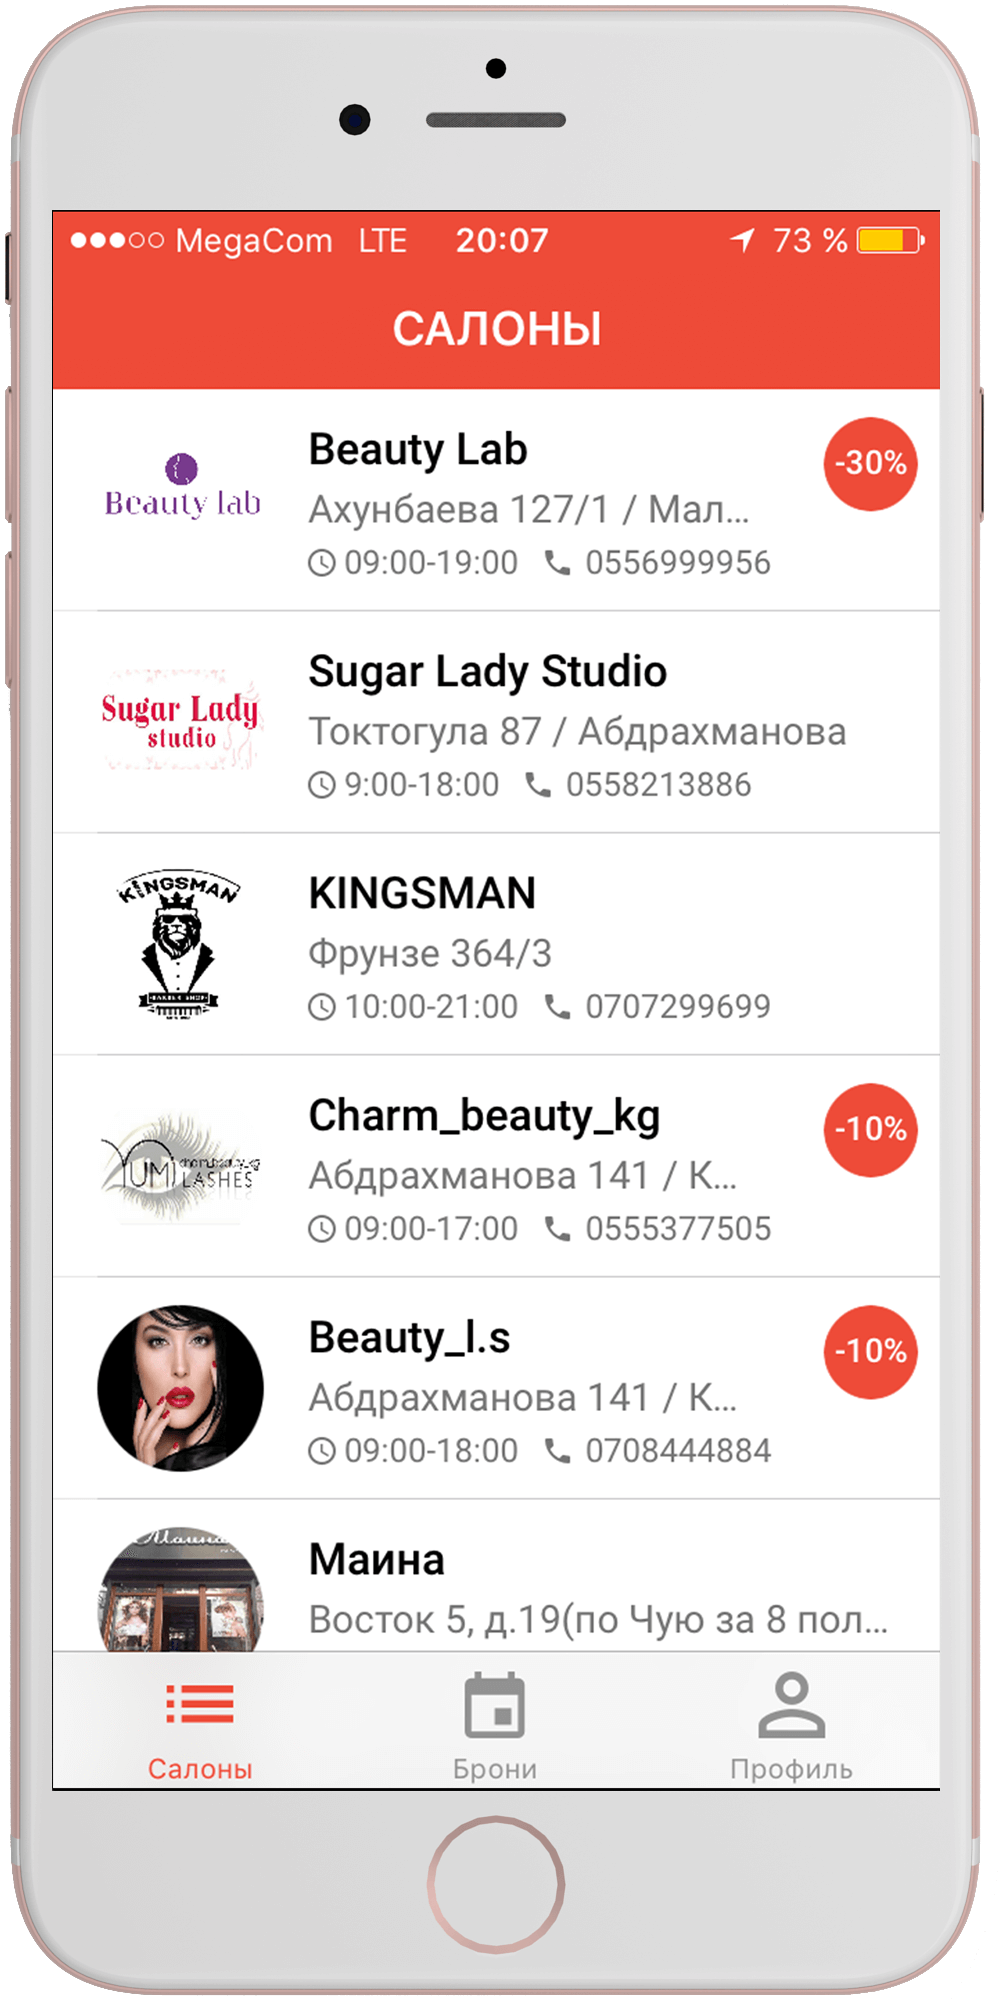 MegaCom LTE 20:07 73 %
САЛОНЫ
Beauty lab
Beauty Lab
-30%
Ахунбаева 127/1 / Мал...
09:00-19:00 0556999956
Sugar Lady
studio
Sugar Lady Studio
Токтогула 87 / Абдрахманова
9:00-18:00 0558213886
KINGSMAN
BARBER SHOP
KINGSMAN
Фрунзе 364/3
10:00-21:00 0707299699
YUMI
charm_beauty_kg
LASHES
Charm_beauty_kg
-10%
Абдрахманова 141 / К...
09:00-17:00 0555377505
Beauty_l.s
-10%
Абдрахманова 141 / К...
09:00-18:00 0708444884
Маина
Маина
Восток 5, д.19(по Чую за 8 пол...
Салоны Брони Профиль